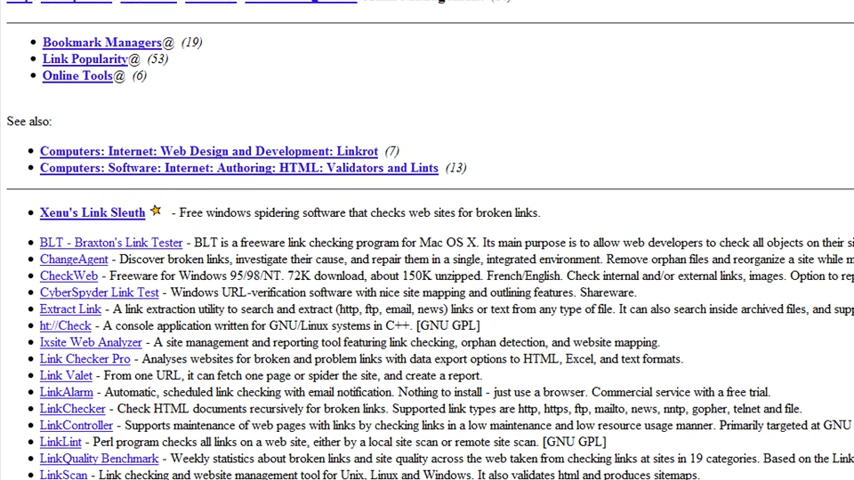 Bookmark Managers@ (19)
Link Popularity@ (53)
Online Tools@ (6)
See also:
Computers: Internet: Web Design and Development: Linkrot (7)
Computers: Software: Internet: Authoring: HTML: Validators and Lints (13)
Xenu's Link Sleuth - Free windows spidering software that checks web sites for broken links.
BLT - Braxton's Link Tester - BLT is a freeware link checking program for Mac OS X. Its main purpose is to allow web developers to check all objects on their
ChangeAgent - Discover broken links, investigate their cause, and repair them in a single, integrated environment. Remove orphan files and reorganize a site while
CheckWeb - Freeware for Windows 95/98/NT. 72K download, about 150K unzipped. French/English. Check internal and/or external links, images. Option to
CyberSpyder Link Test - Windows URL-verification software with nice site mapping and outlining features. Shareware.
Extract Link - A link extraction utility to search and extract (http, ftp, email, news) links or text from any type of file. It can also search inside archived files, and
ht://Check - A console application written for GNU/Linux systems in C++. [GNU GPL]
Ixsite Web Analyzer - A site management and reporting tool featuring link checking, orphan detection, and website mapping.
Link Checker Pro - Analyses websites for broken and problem links with data export options to HTML, Excel, and text formats.
Link Valet - From one URL, it can fetch one page or spider the site, and create a report.
LinkAlarm - Automatic, scheduled link checking with email notification. Nothing to install - just use a browser. Commercial service with a free trial.
LinkChecker - Check HTML documents recursively for broken links. Supported link types are http, https, ftp, mailto, news, nntp, gopher, telnet and file.
LinkController - Supports maintenance of web pages with links by checking links in a low maintenance and low resource usage manner. Primarily targeted at GNU
LinkLint - Perl program checks all links on a web site, either by a local site scan or remote site scan. [GNU GPL]
LinkQuality Benchmark - Weekly statistics about broken links and site quality across the web taken from checking links at sites in 19 categories. Based on the Link
LinkScan - Link checking and website management tool for Unix, Linux and Windows. It also validates html and produces sitemaps.